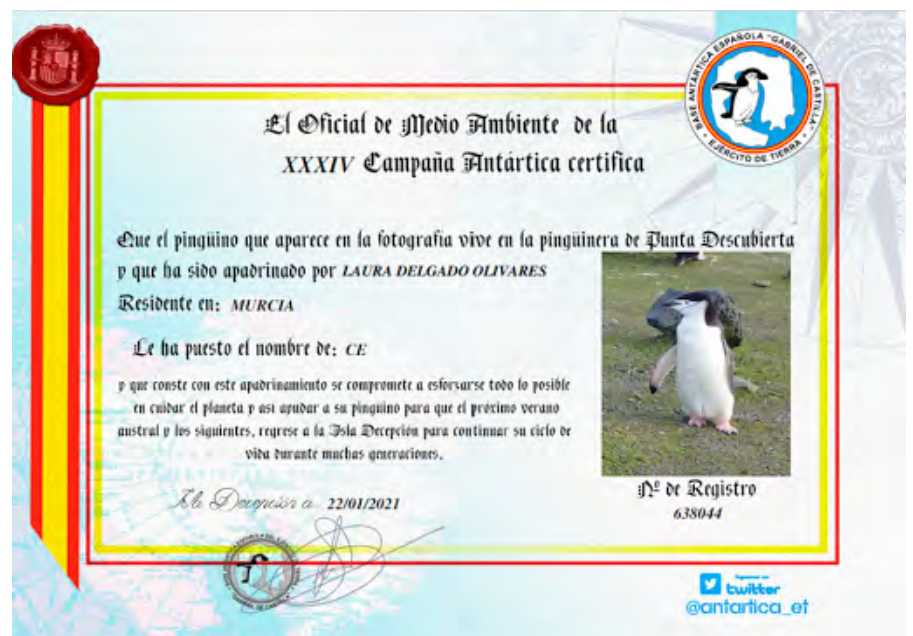 BASE ANTÁRTICA ESPAÑOLA "GABRIEL DE CASTILLA"
EJÉRCITO DE TIERRA
El Oficial de Medio Ambiente de la
XXXIV Campaña Antártica certifica
Que el pingüino que aparece en la fotografía vive en la pingüinera de Punta Descubierta
y que ha sido apadrinado por LAURA DELGADO OLIVARES
Residente en: MURCIA
Le ha puesto el nombre de: CE
y que conste con este apadrinamiento se compromete a esforzarse todo lo posible
en cuidar el planeta y así ayudar a su pingüino para que el próximo verano
austral y los siguientes, regrese a la Isla Decepción para continuar su ciclo de
vida durante muchas generaciones.
Isla Decepción a 22/01/2021
Nº de Registro
638044
twitter
@antartica_et